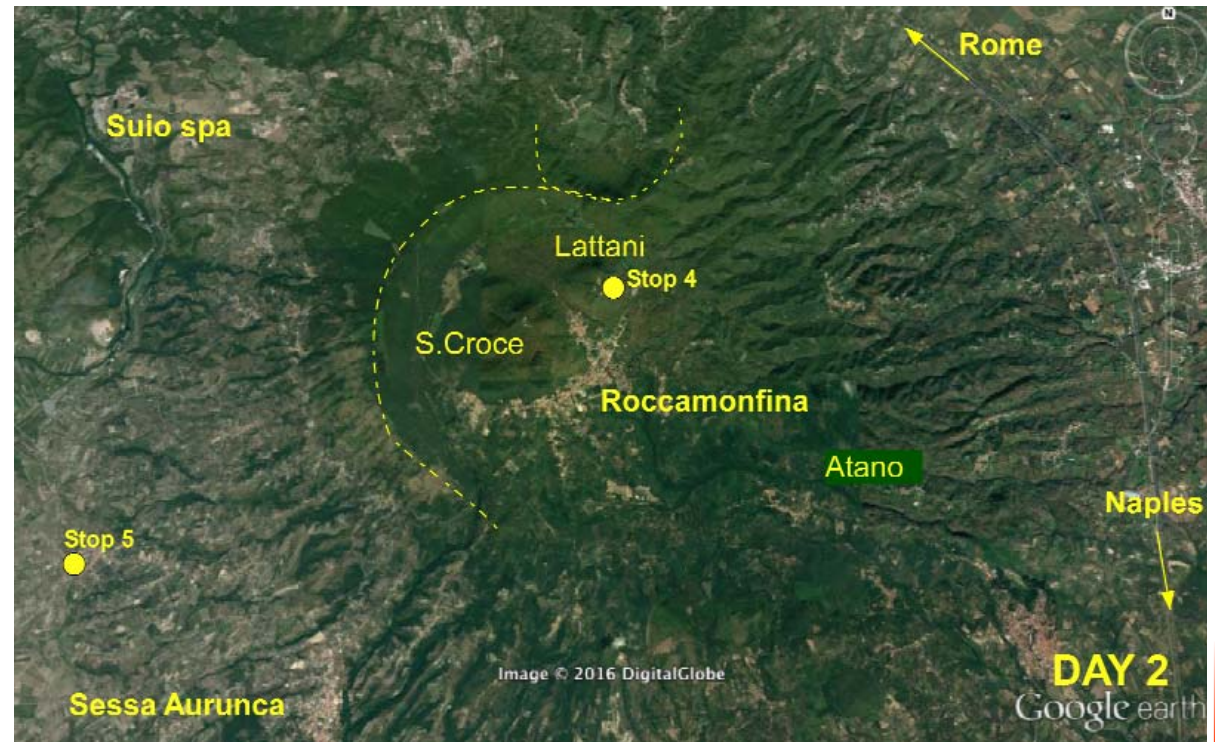 N
Rome
Suio spa
Lattani
Stop 4
S.Croce
Roccamonfina
Atano
Naples
Stop 5
Image © 2016 DigitalGlobe
DAY 2
Sessa Aurunca
Google earth